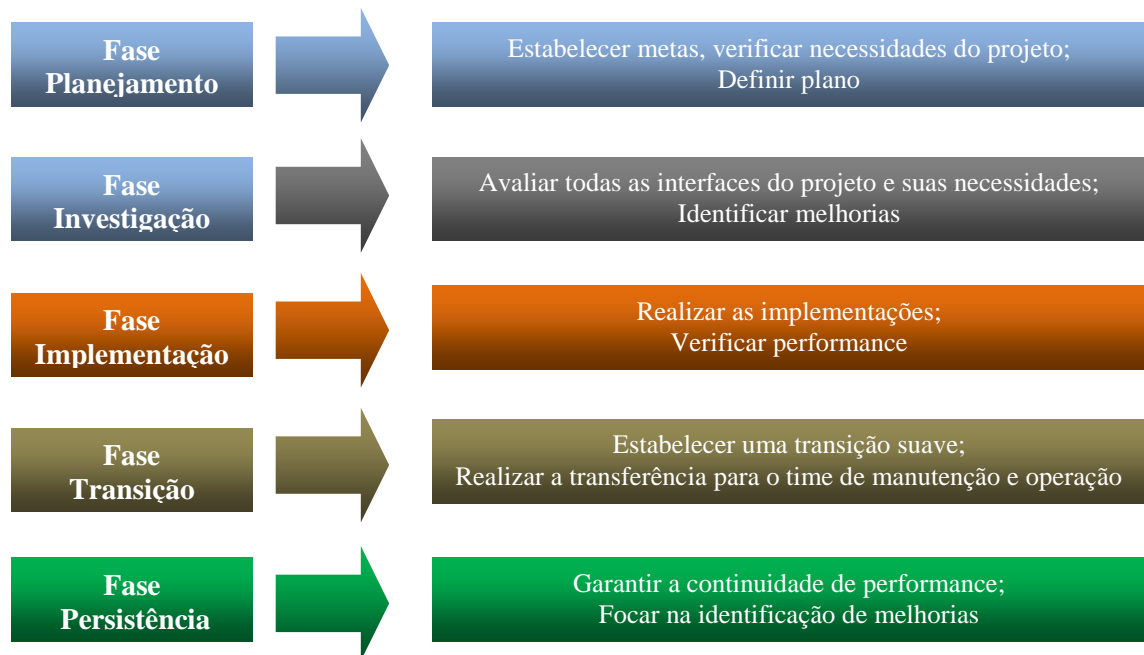 Fase
Planejamento
Estabelecer metas, verificar necessidades do projeto;
Definir plano
Fase
Investigação
Avaliar todas as interfaces do projeto e suas necessidades;
Identificar melhorias
Fase
Implementação
Realizar as implementações;
Verificar performance
Fase
Transição
Estabelecer uma transição suave;
Realizar a transferência para o time de manutenção e operação
Fase
Persistência
Garantir a continuidade de performance;
Focar na identificação de melhorias